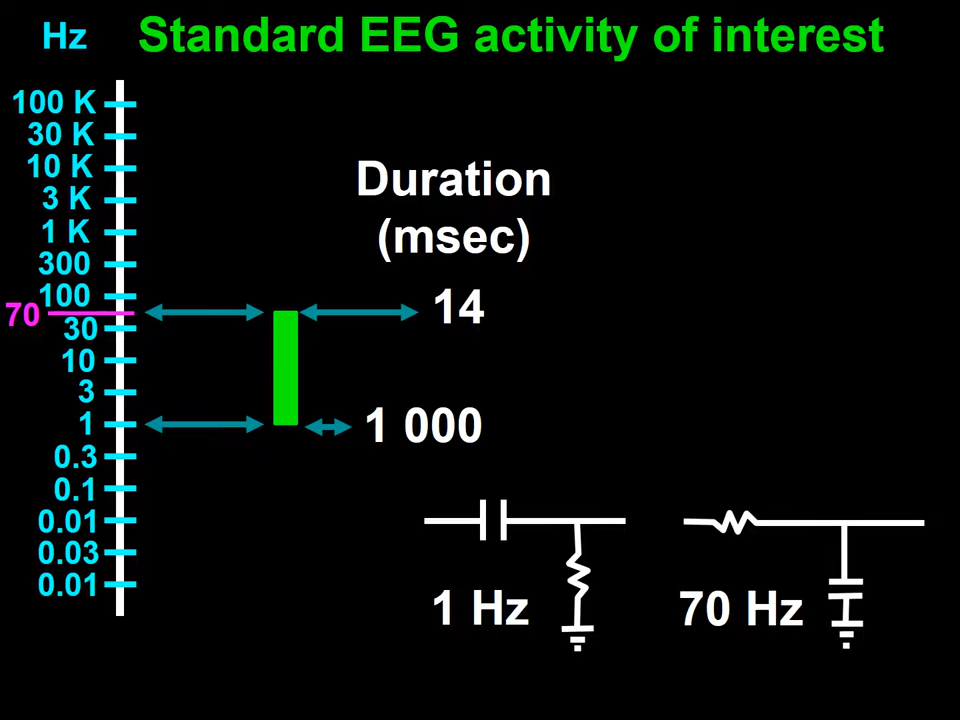 Hz Standard EEG activity of interest
100 K
30 K
10 K
3 K
1 K
300
100
70
30
10
3
1
0.3
0.1
0.01
0.03
0.01
Duration
(msec)
14
1 000
1 Hz
70 Hz